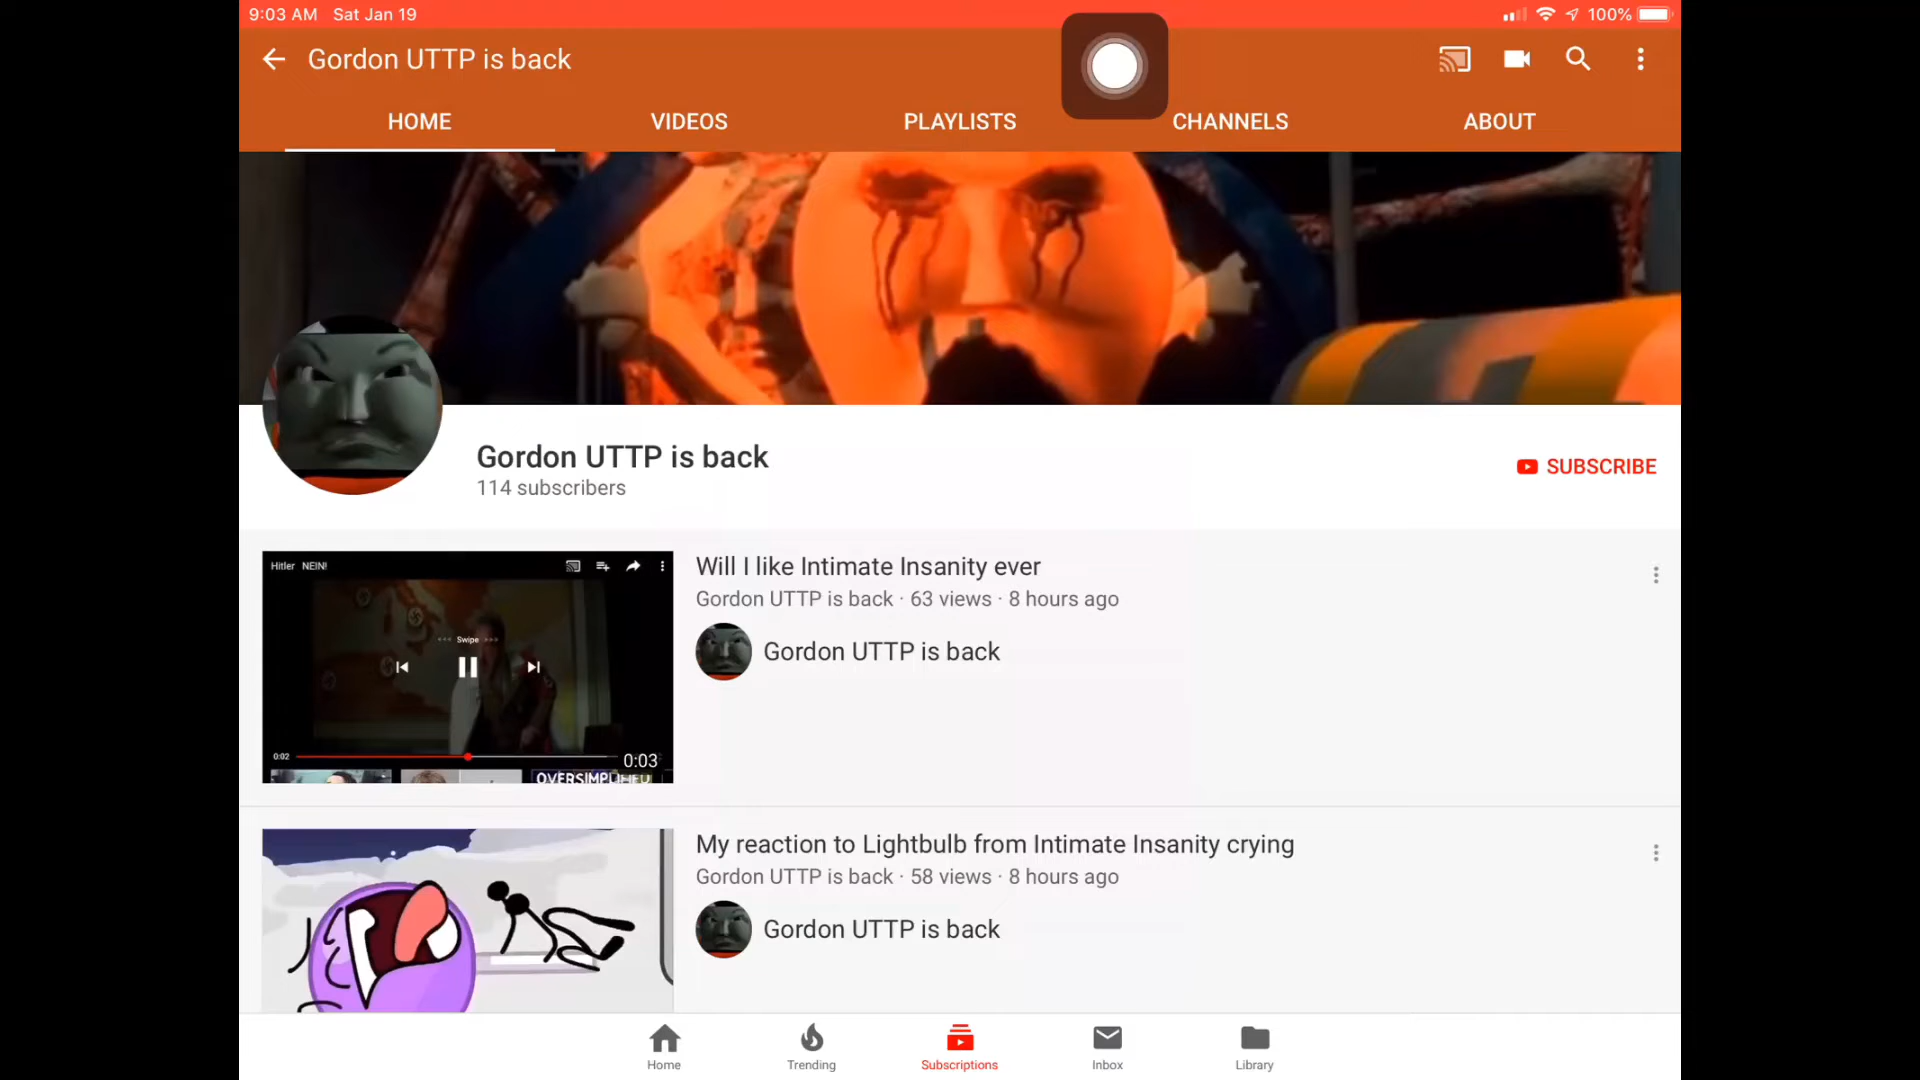 9:03 AM Sat Jan 19
100%
Gordon UTTP is back
HOME VIDEOS PLAYLISTS CHANNELS ABOUT
Gordon UTTP is back
114 subscribers
SUBSCRIBE
Hitler NEIN!
Swipe
0:02
0:03
OVERSIMPLIFIED
Will I like Intimate Insanity ever
Gordon UTTP is back · 63 views · 8 hours ago
Gordon UTTP is back
My reaction to Lightbulb from Intimate Insanity crying
Gordon UTTP is back · 58 views · 8 hours ago
Gordon UTTP is back
Home Trending Subscriptions Inbox Library